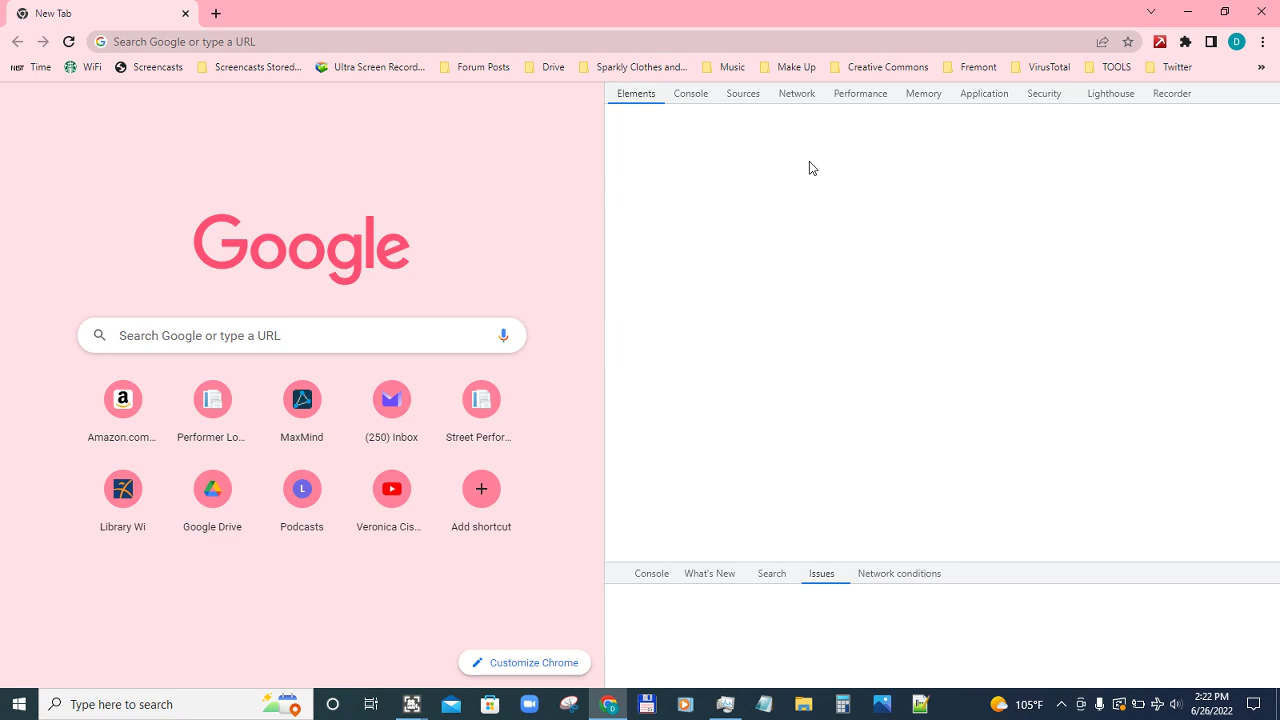 New Tab
Search Google or type a URL
NIST Time WiFi Screencasts Screencasts Stored... Ultra Screen Record... Forum Posts Drive Sparkly Clothes and... Music Make Up Creative Commons Fremont VirusTotal TOOLS Twitter »
Elements Console Sources Network Performance Memory Application Security Lighthouse Recorder
Google
Search Google or type a URL
a
Amazon.com... Performer Lo... MaxMind (250) Inbox Street Perfor...
L
Library Wi Google Drive Podcasts Veronica Cis... Add shortcut
Console What's New Search Issues Network conditions
Customize Chrome
Type here to search
105°F
2:22 PM
6/26/2022
D